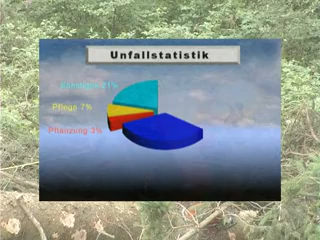 Unfallstatistik
Sonstiges 21%
Pflege 7%
Pflanzung 3%